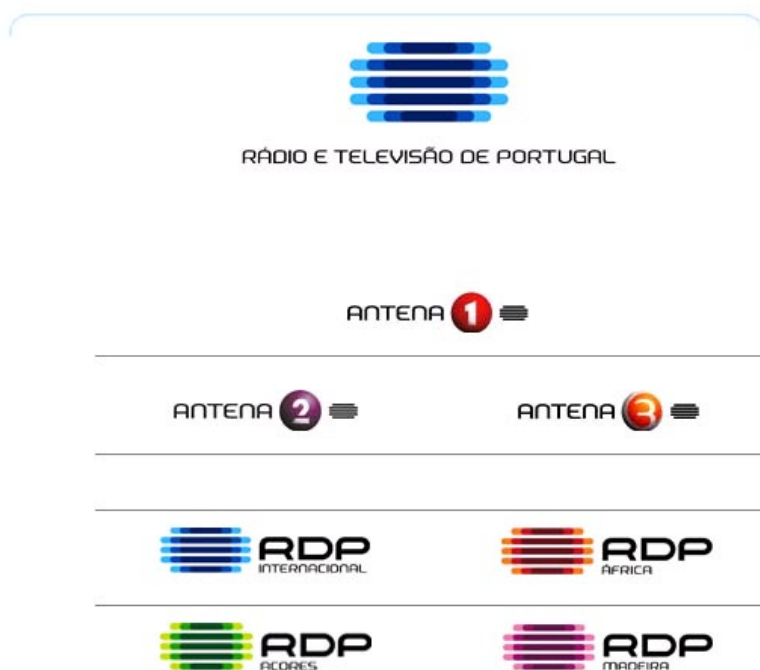 RÁDIO E TELEVISÃO DE PORTUGAL
ANTENA 1
ANTENA 2
ANTENA 3
RDP
INTERNACIONAL
RDP
ÁFRICA
RDP
AÇORES
RDP
MADEIRA